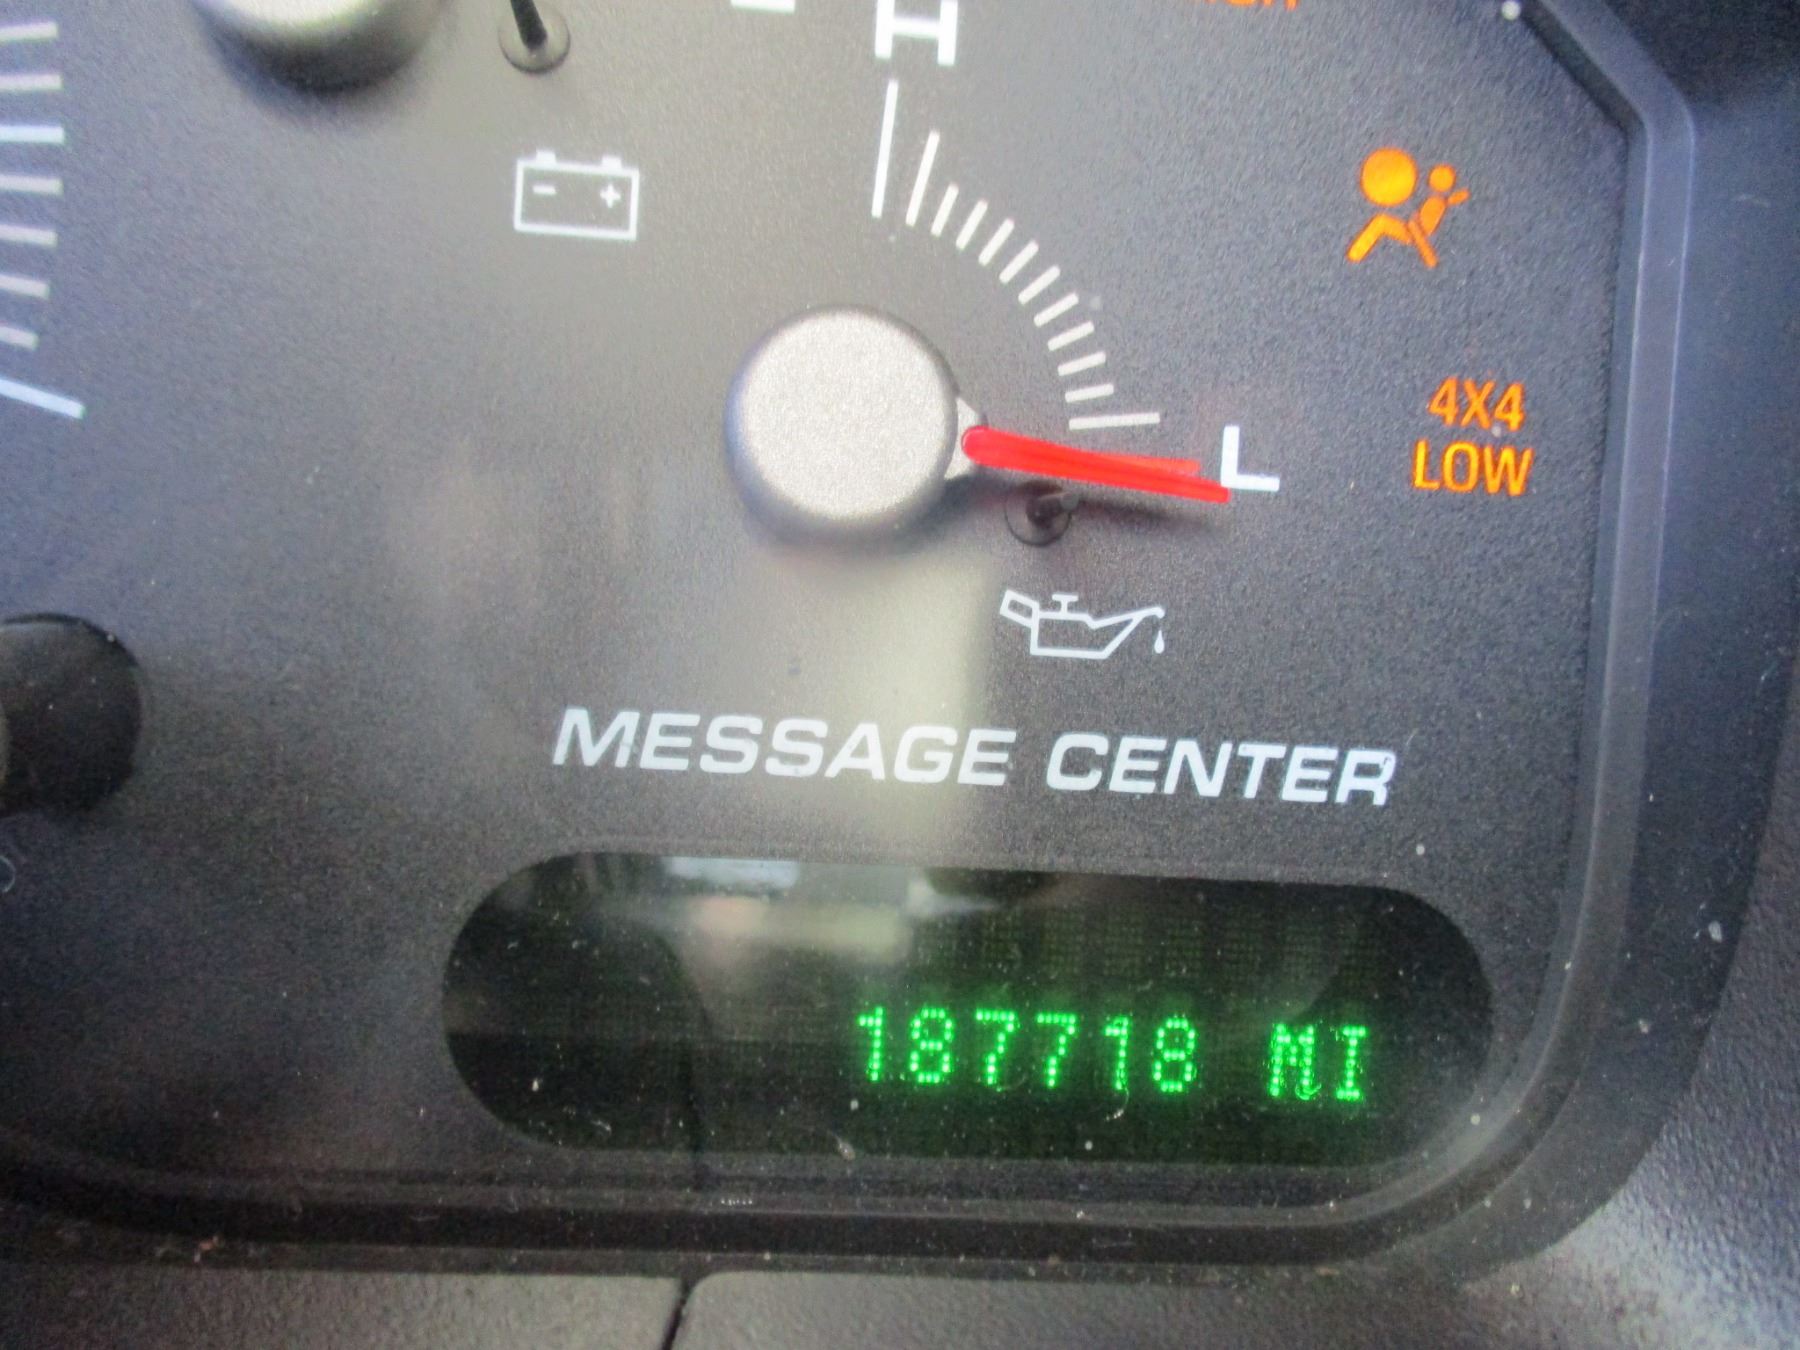 H
L
4X4
LOW
MESSAGE CENTER
187718 MI